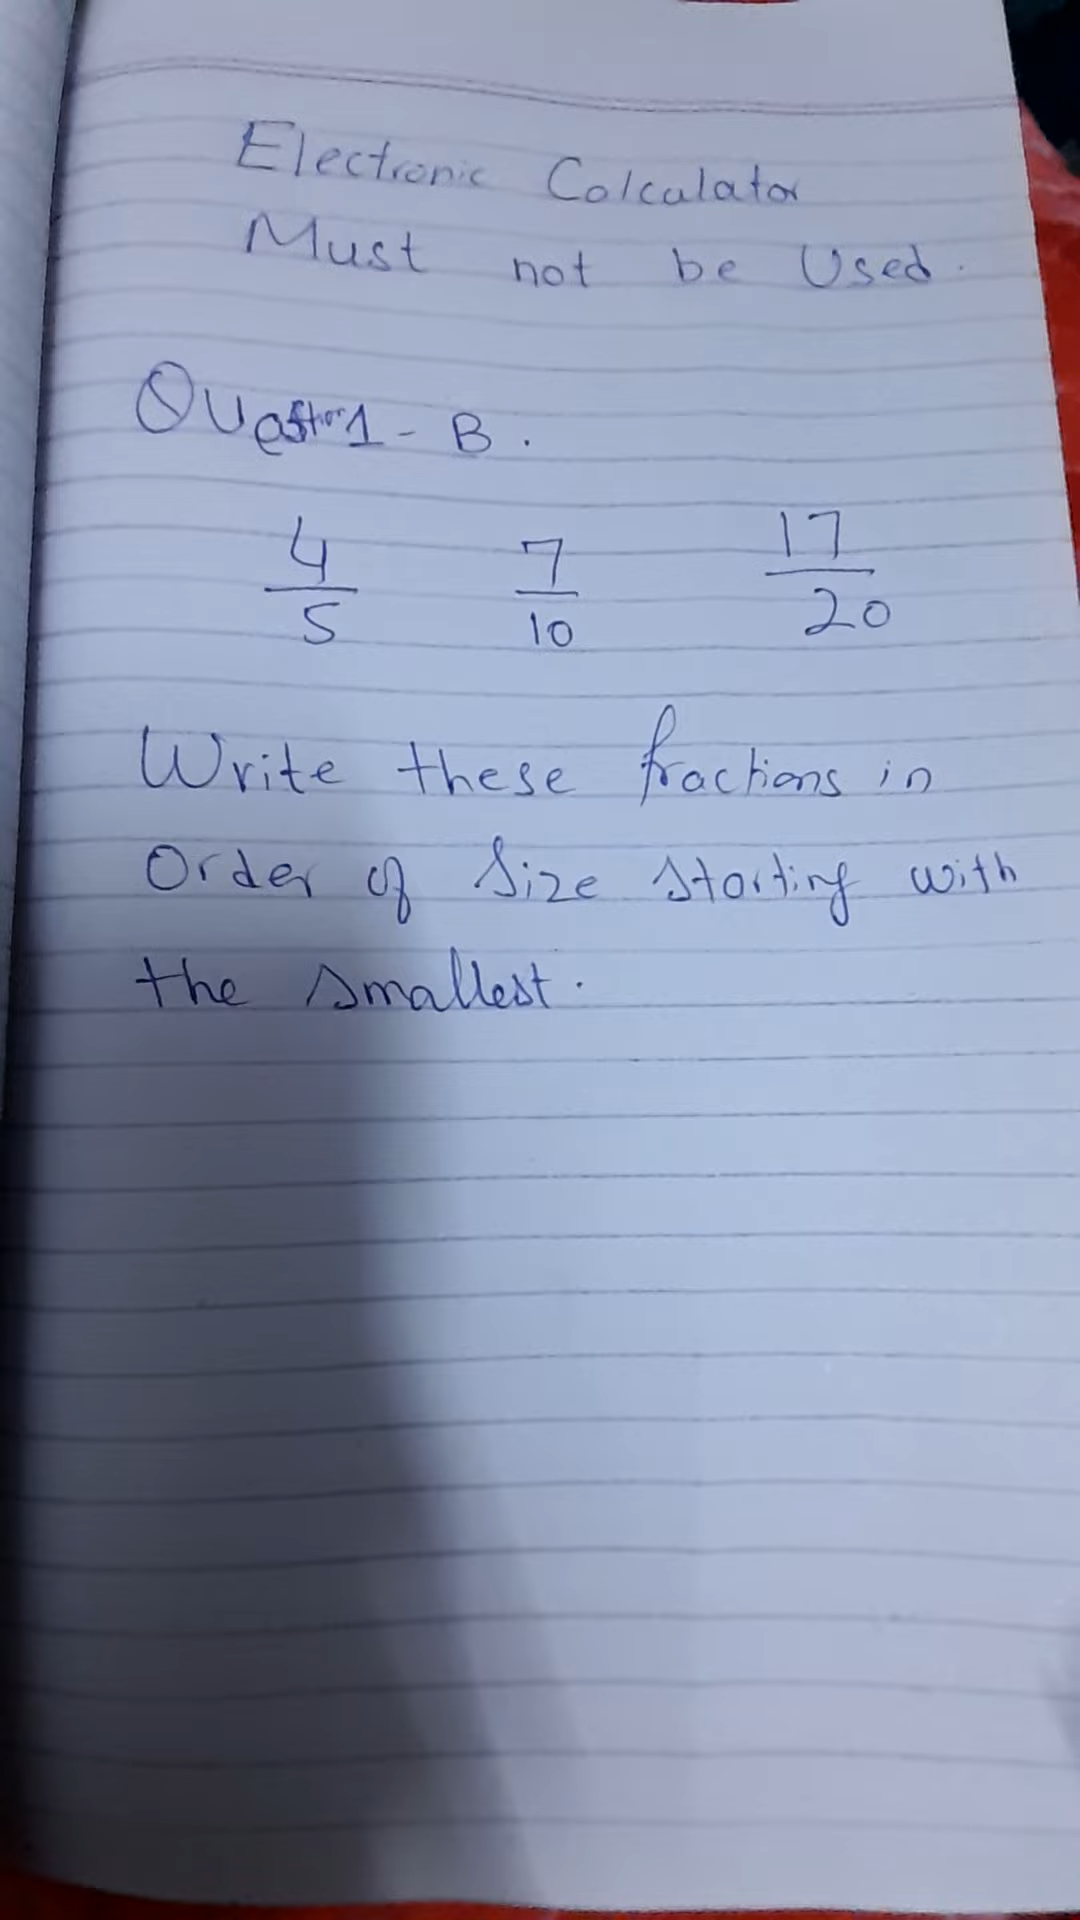 Electronic Calculator
Must not be Used.
Question 1 - B.
4/5 7/10 17/20
Write these fractions in
Order of Size starting with
the smallest.